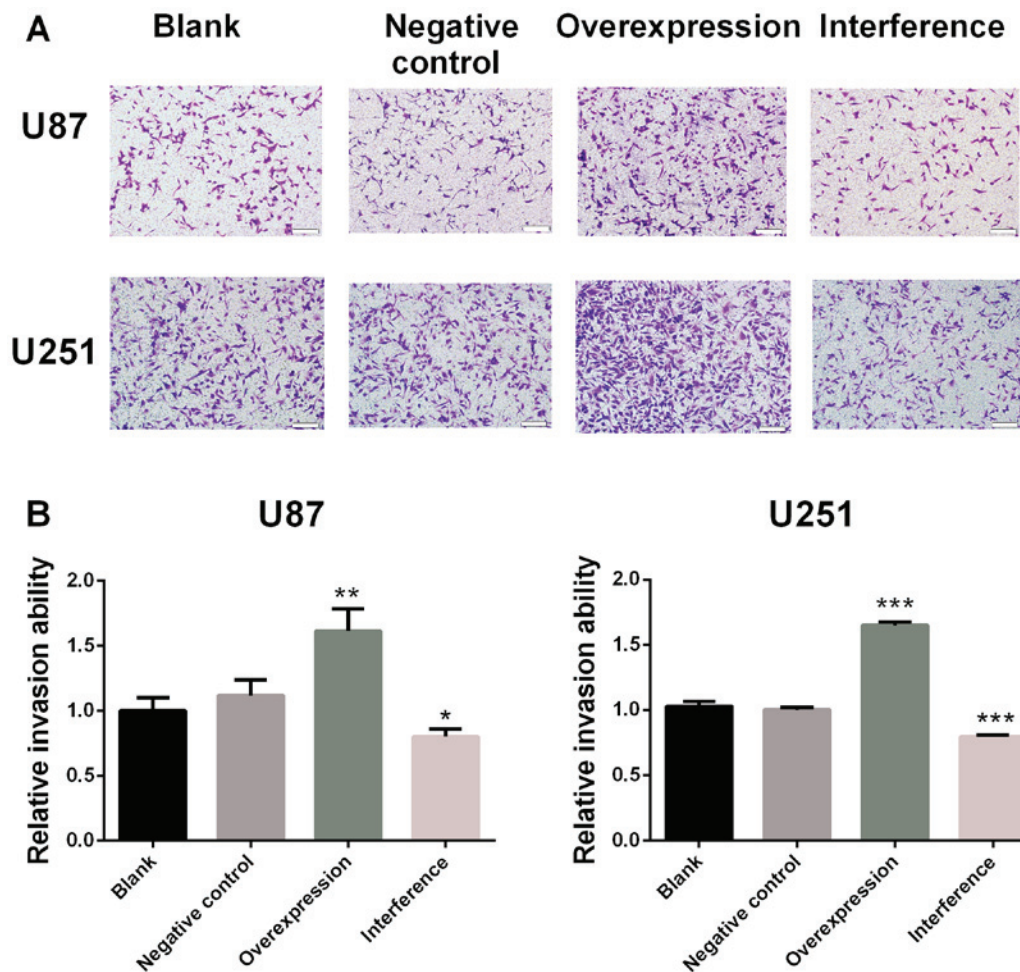 A
Blank
Negative control
Overexpression
Interference
U87
U251
B
U87
Relative invasion ability
2.0
1.5
1.0
0.5
0.0
**
*
Blank
Negative control
Overexpression
Interference
U251
Relative invasion ability
2.0
1.5
1.0
0.5
0.0
***
***
Blank
Negative control
Overexpression
Interference